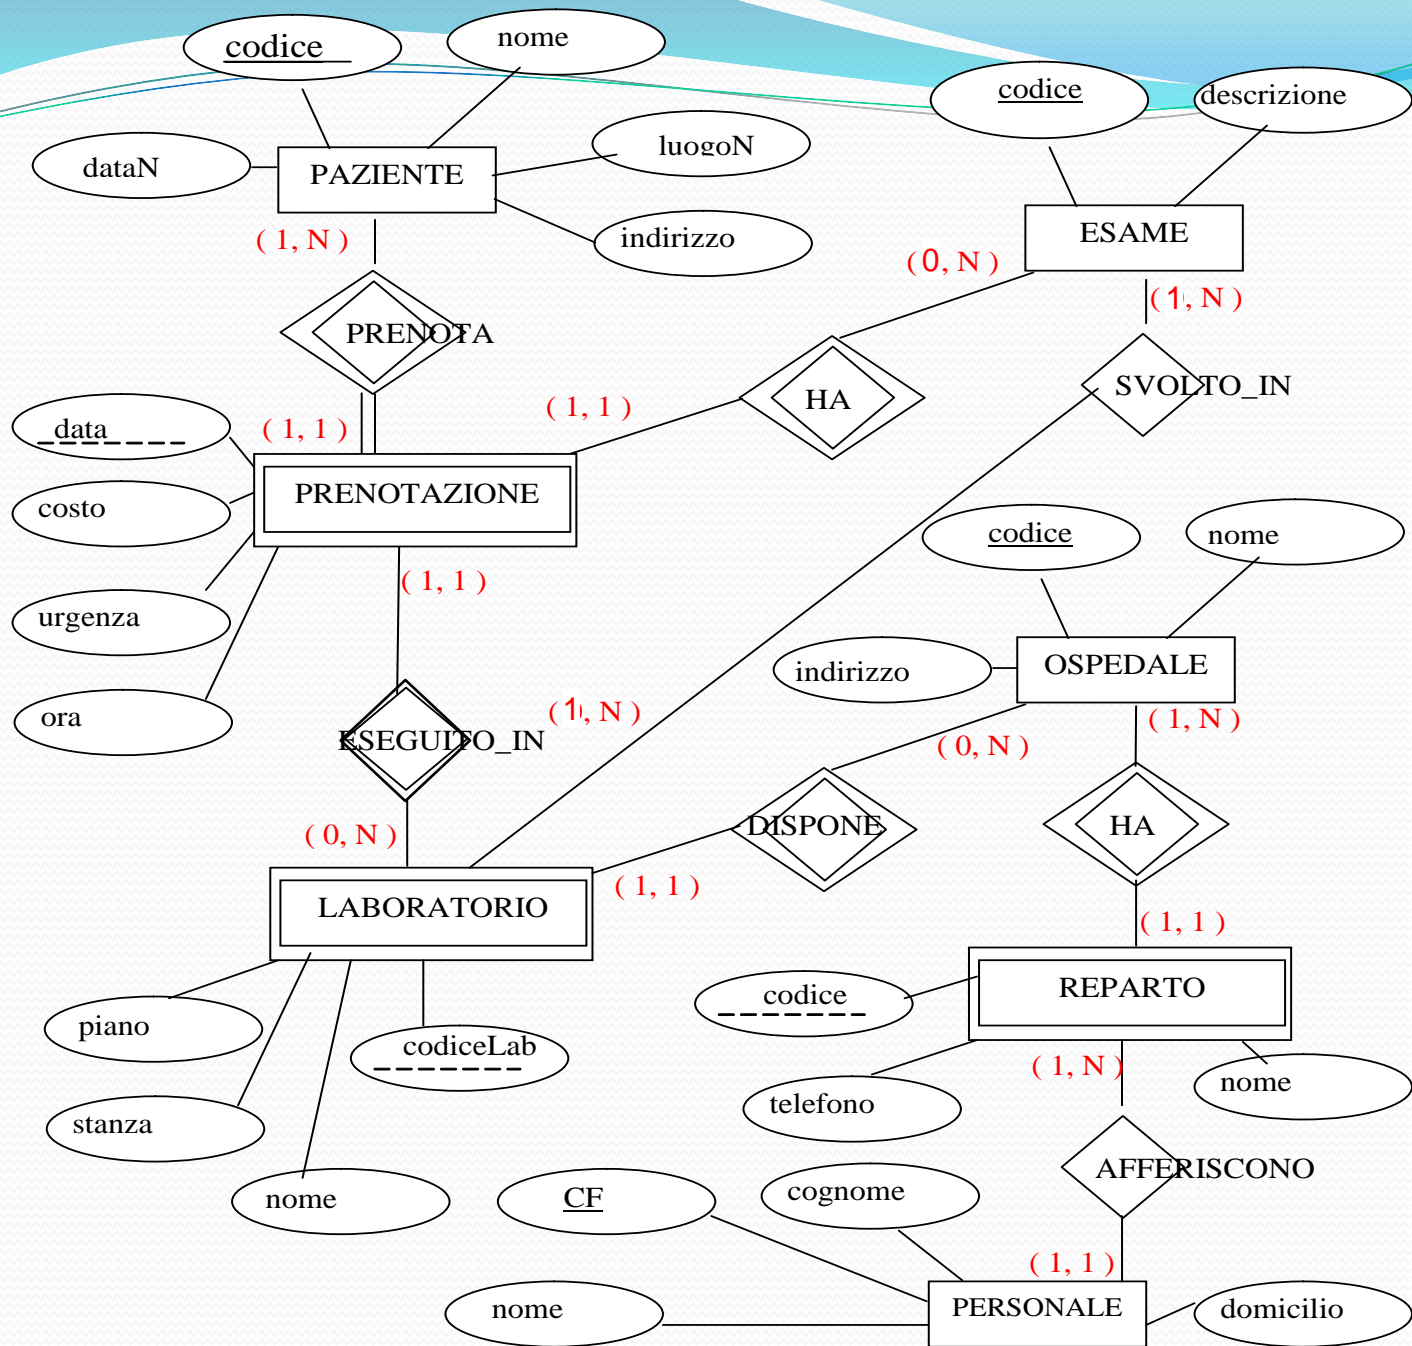 codice
nome
codice
descrizione
dataN
PAZIENTE
luogoN
indirizzo
ESAME
( 1, N )
( 0, N )
( 1, N )
PRENOTA
HA
SVOLTO_IN
data
( 1, 1 )
( 1, 1 )
costo
PRENOTAZIONE
codice
nome
( 1, 1 )
urgenza
indirizzo
OSPEDALE
ora
ESEGUITO_IN
( 1, N )
( 0, N )
( 1, N )
( 0, N )
DISPONE
HA
( 1, 1 )
LABORATORIO
( 1, 1 )
piano
codiceLab
codice
REPARTO
stanza
telefono
( 1, N )
nome
nome
CF
cognome
AFFERISCONO
( 1, 1 )
nome
PERSONALE
domicilio